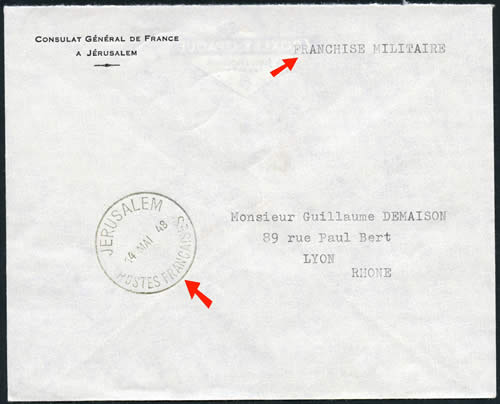 CONSULAT GÉNÉRAL DE FRANCE
A JÉRUSALEM
FRANCHISE MILITAIRE
JERUSALEM
14 MAI 48
POSTES FRANCAISES
Monsieur Guillaume DEMAISON
89 rue Paul Bert
LYON
RHONE